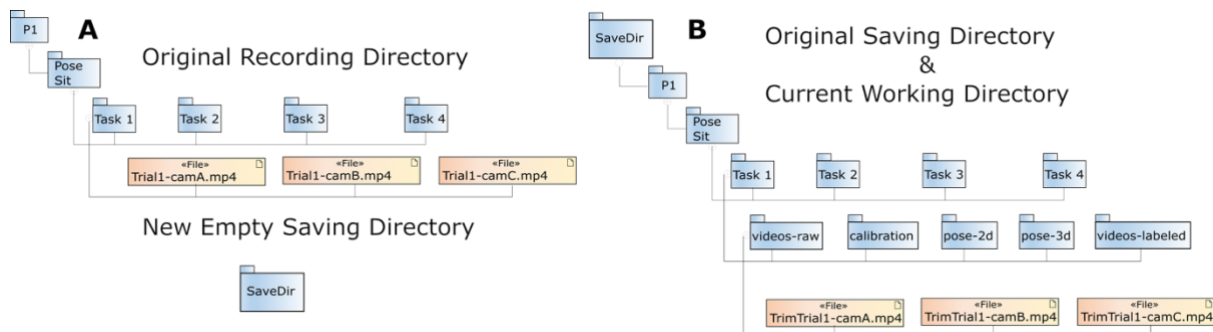 A
P1
Original Recording Directory
Pose
Sit
Task 1
Task 2
Task 3
Task 4
«File»
Trial1-camA.mp4
«File»
Trial1-camB.mp4
«File»
Trial1-camC.mp4
New Empty Saving Directory
SaveDir
B
SaveDir
Original Saving Directory
&
Current Working Directory
P1
Pose
Sit
Task 1
Task 2
Task 3
Task 4
videos-raw
calibration
pose-2d
pose-3d
videos-labeled
«File»
TrimTrial1-camA.mp4
«File»
TrimTrial1-camB.mp4
«File»
TrimTrial1-camC.mp4